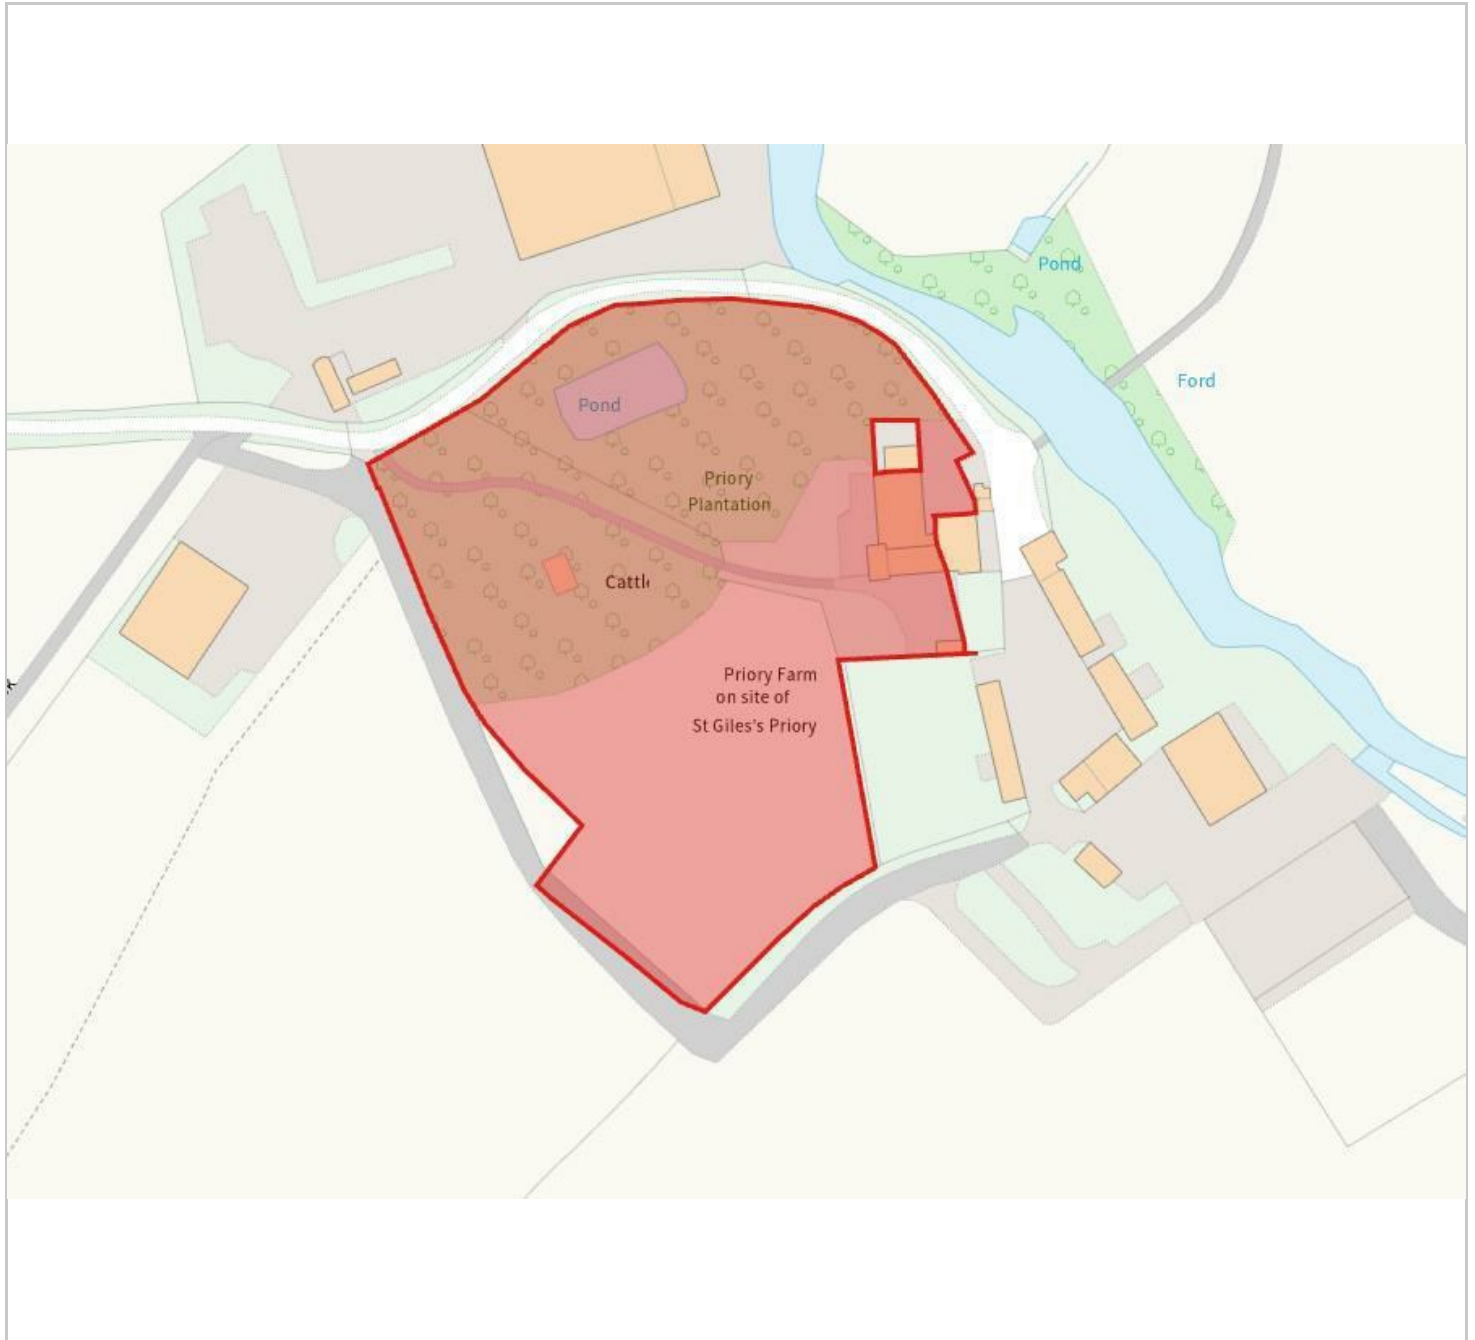 Pond
Ford
Pond
Priory
Plantation
Cattl
Priory Farm
on site of
St Giles's Priory